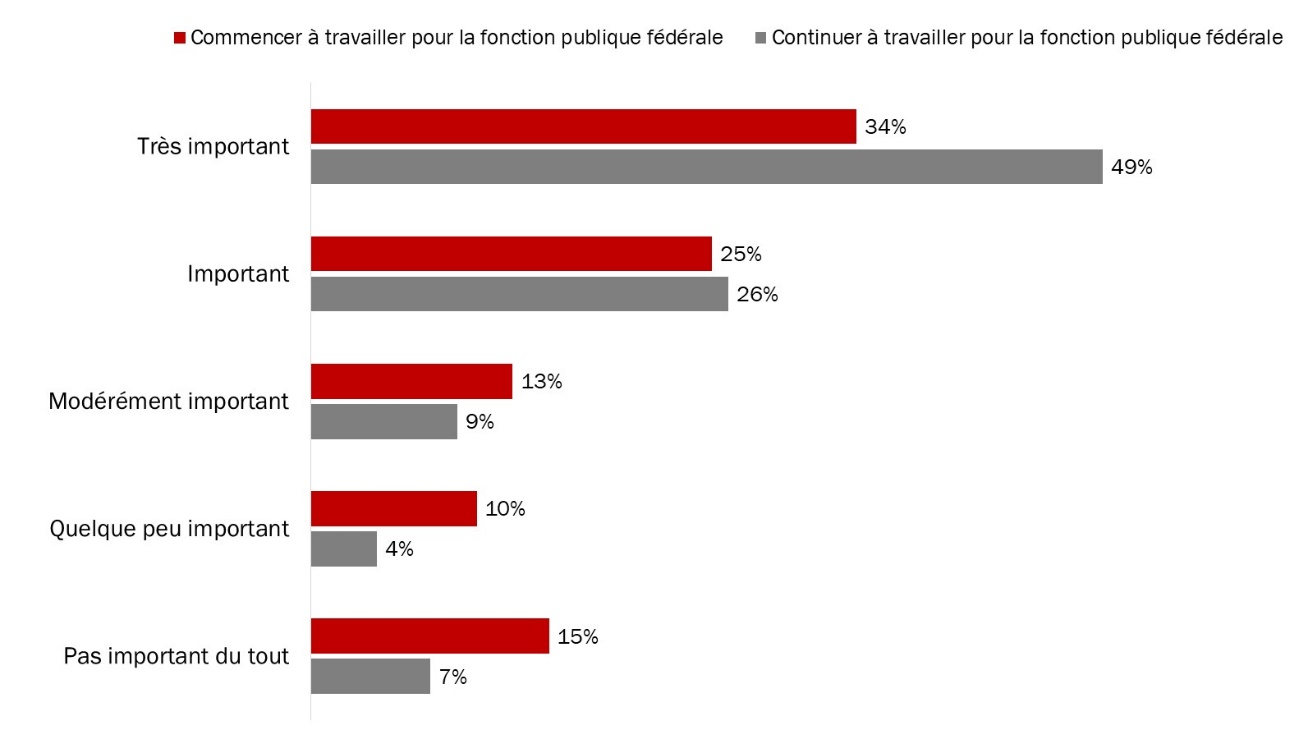 Commencer à travailler pour la fonction publique fédérale Continuer à travailler pour la fonction publique fédérale
Très important
34%
49%
Important
25%
26%
Modérément important
13%
9%
Quelque peu important
10%
4%
Pas important du tout
15%
7%